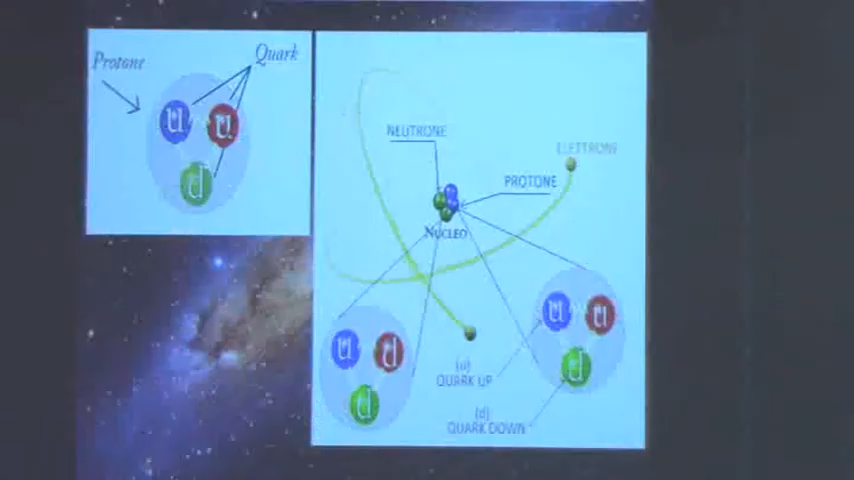 Protone
Quark
u
u
d
NEUTRONE
ELETTRONE
PROTONE
NUCLEO
u
d
d
u
u
d
(u)
QUARK UP
(d)
QUARK DOWN